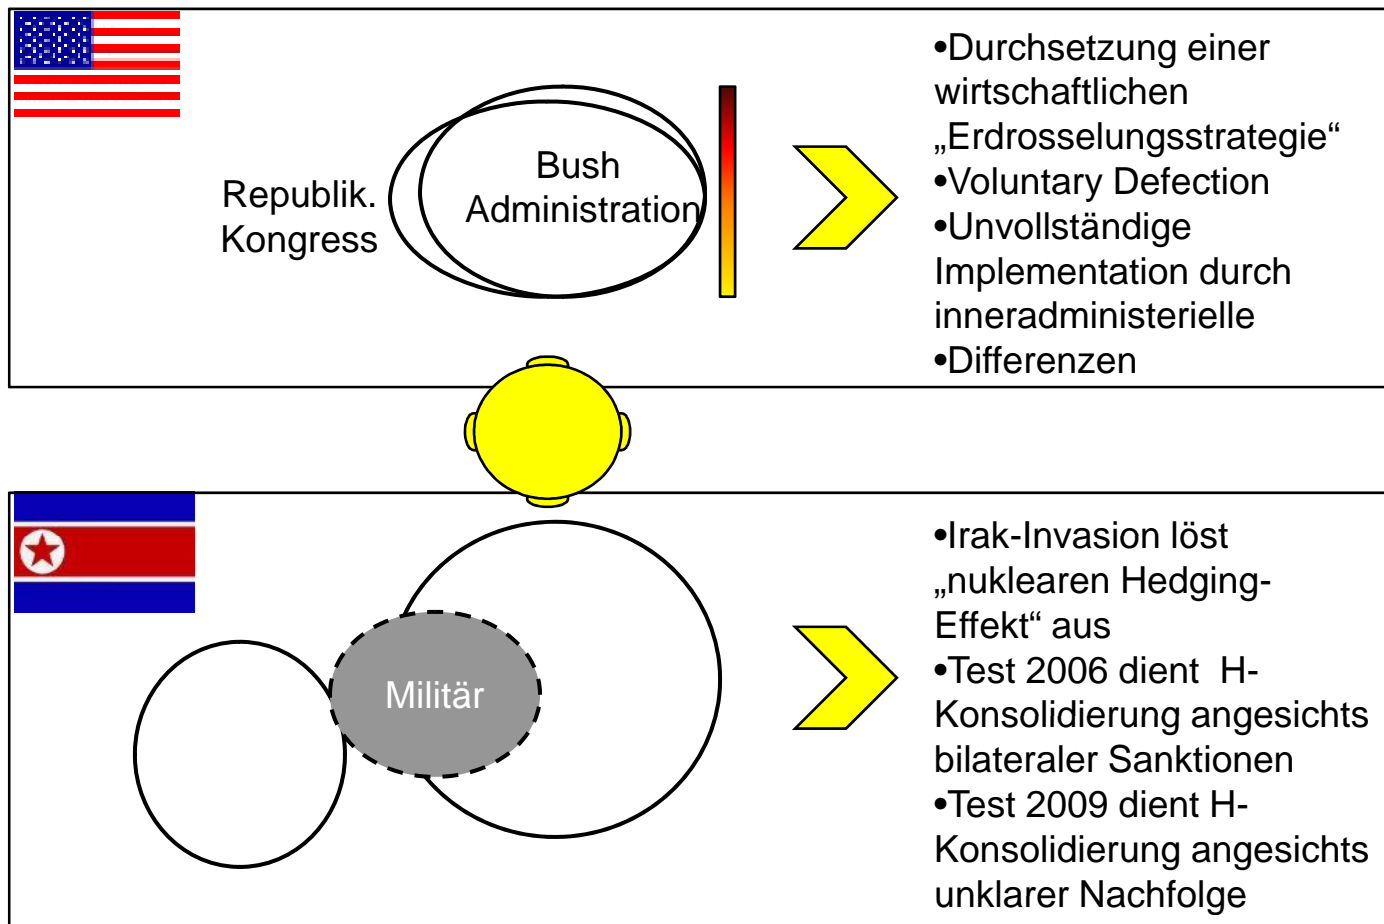 Republik.
Kongress
Bush
Administration
•Durchsetzung einer
wirtschaftlichen
„Erdrosselungsstrategie“
•Voluntary Defection
•Unvollständige
Implementation durch
inneradministerielle
•Differenzen
Militär
•Irak-Invasion löst
„nuklearen Hedging-
Effekt“ aus
•Test 2006 dient  H-
Konsolidierung angesichts
bilateraler Sanktionen
•Test 2009 dient H-
Konsolidierung angesichts
unklarer Nachfolge